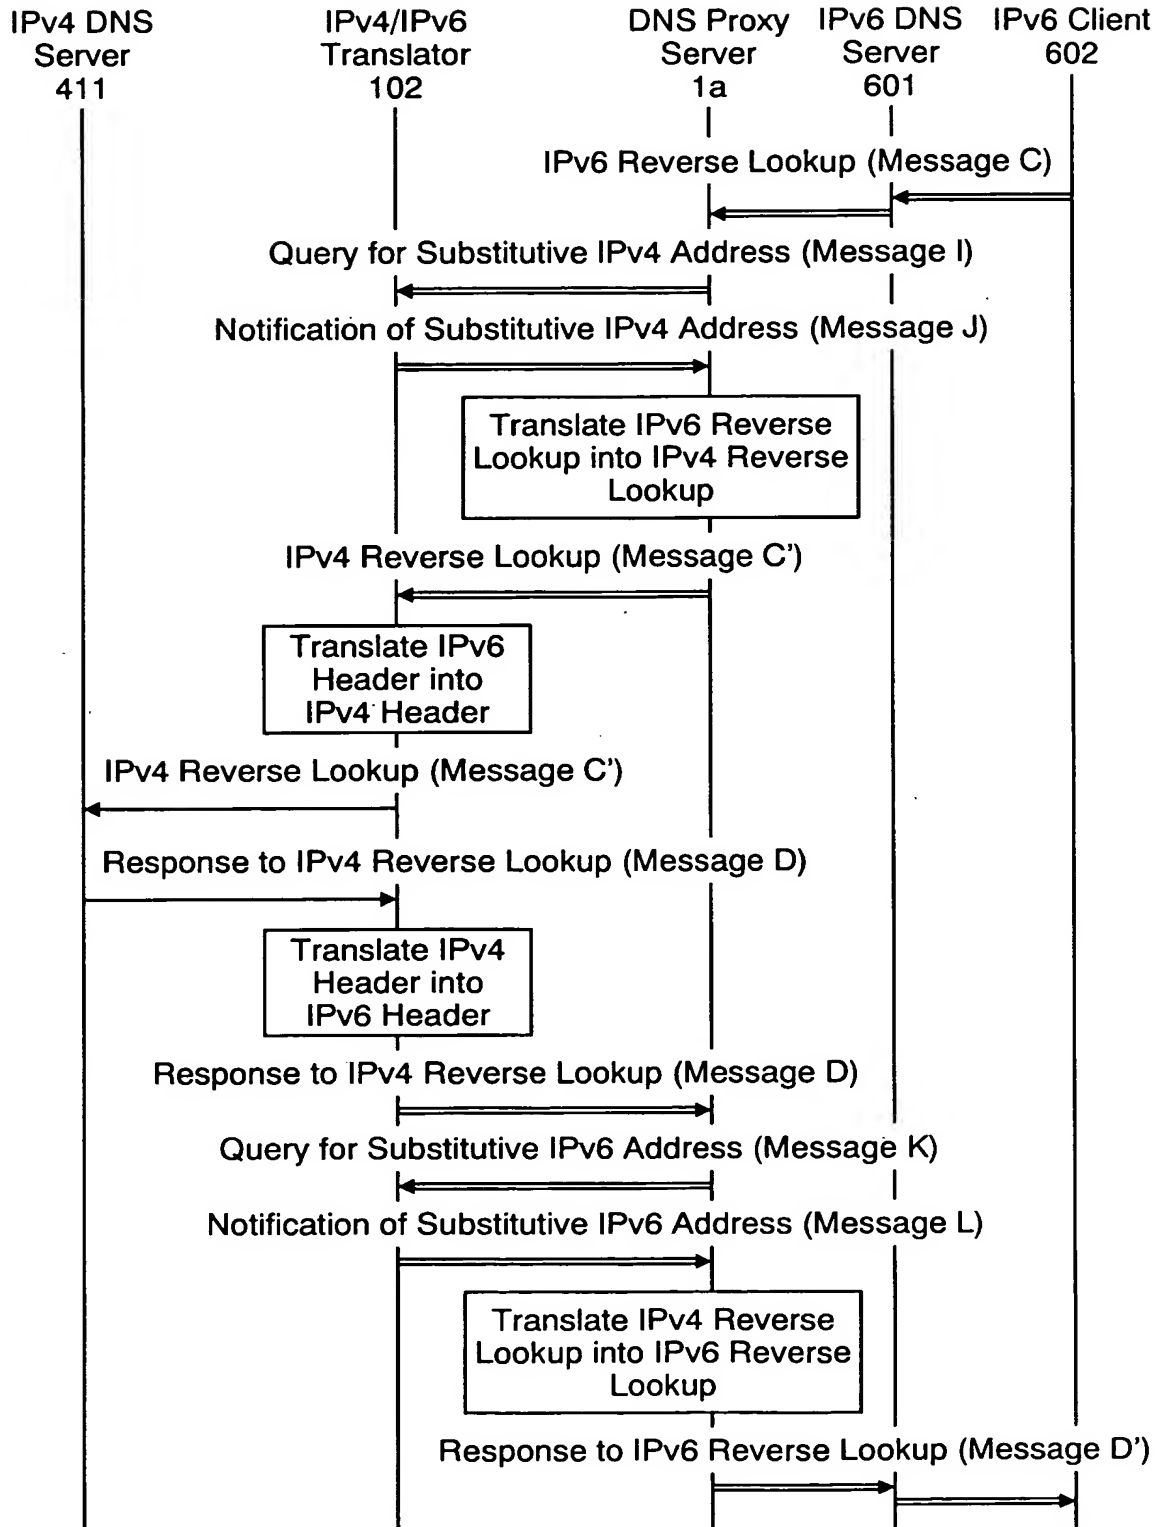 IPv4 DNS
Server
411
IPv4/IPv6
Translator
102
DNS Proxy
Server
1a
IPv6 DNS
Server
601
IPv6 Client
602
IPv6 Reverse Lookup (Message C)
Query for Substitutive IPv4 Address (Message I)
Notification of Substitutive IPv4 Address (Message J)
Translate IPv6 Reverse
Lookup into IPv4 Reverse
Lookup
IPv4 Reverse Lookup (Message C')
Translate IPv6
Header into
IPv4 Header
IPv4 Reverse Lookup (Message C')
Response to IPv4 Reverse Lookup (Message D)
Translate IPv4
Header into
IPv6 Header
Response to IPv4 Reverse Lookup (Message D)
Query for Substitutive IPv6 Address (Message K)
Notification of Substitutive IPv6 Address (Message L)
Translate IPv4 Reverse
Lookup into IPv6 Reverse
Lookup
Response to IPv6 Reverse Lookup (Message D')